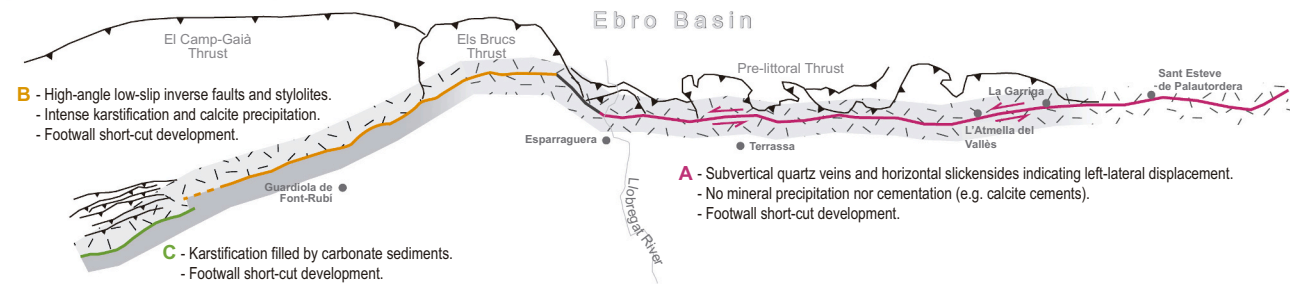 Ebro Basin
El Camp-Gaià
Thrust
Els Brucs
Thrust
Pre-littoral Thrust
Sant Esteve
-de Palautordera
La Garriga
B - High-angle low-slip inverse faults and stylolites.
- Intense karstification and calcite precipitation.
- Footwall short-cut development.
Esparraguera
Terrassa
L'Atmella del
Vallès
A - Subvertical quartz veins and horizontal slickensides indicating left-lateral displacement.
- No mineral precipitation nor cementation (e.g. calcite cements).
- Footwall short-cut development.
Guardiola de
Font-Rubí
Llobregat River
C - Karstification filled by carbonate sediments.
- Footwall short-cut development.